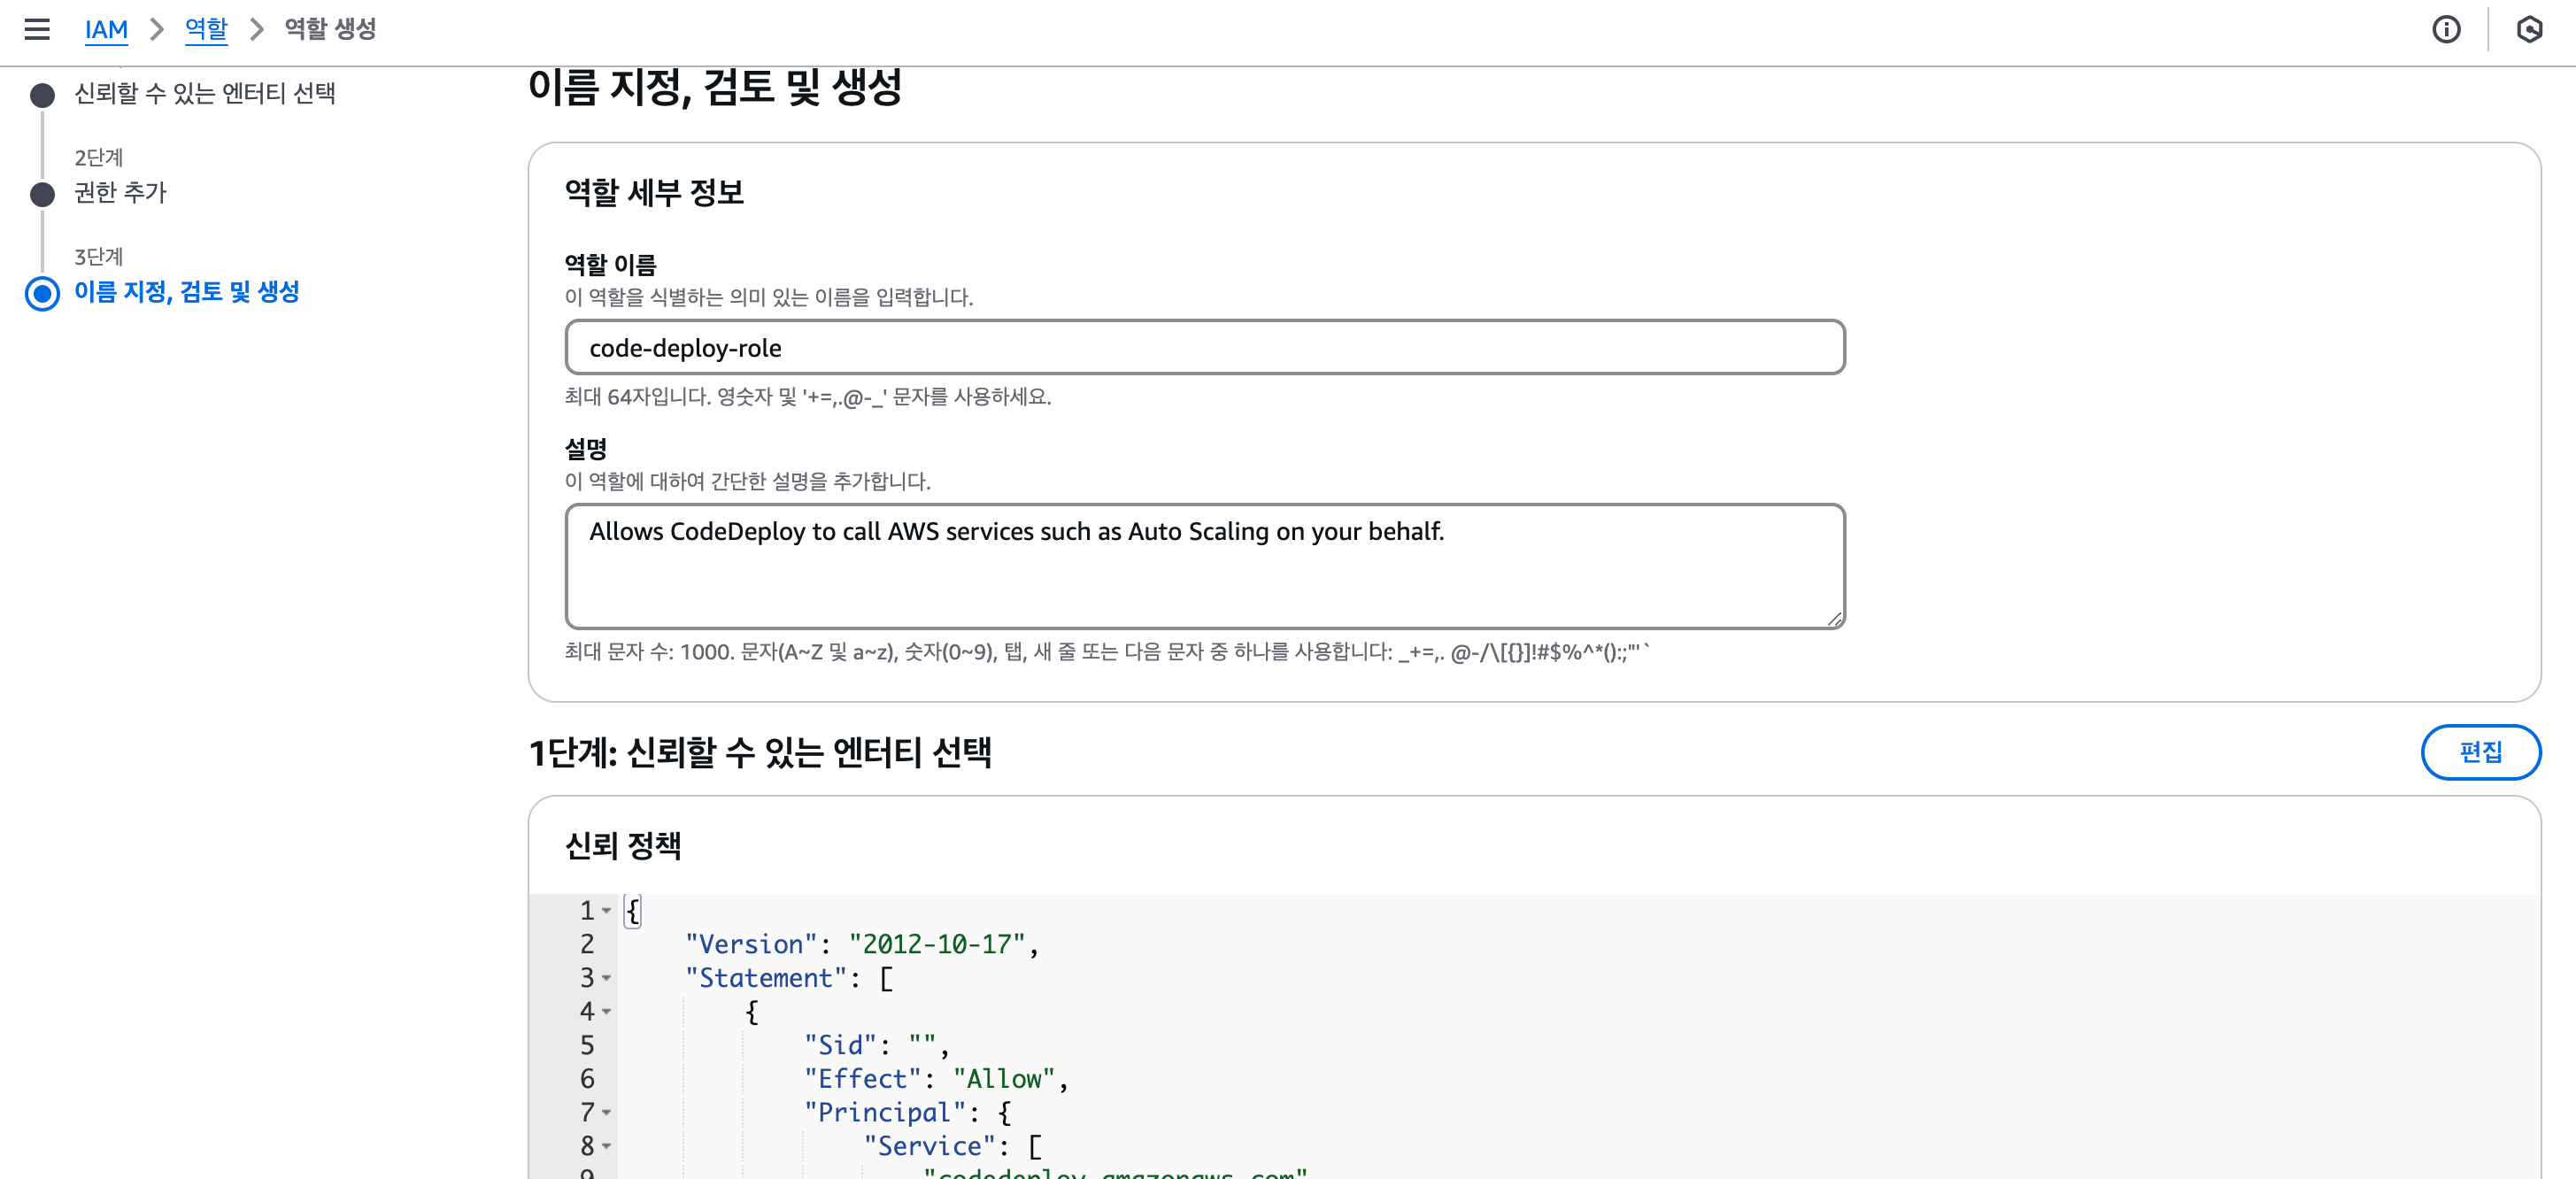 IAM > 역할 > 역할 생성
신뢰할 수 있는 엔터티 선택
2단계
권한 추가
3단계
이름 지정, 검토 및 생성
이름 지정, 검토 및 생성
역할 세부 정보
역할 이름
이 역할을 식별하는 의미 있는 이름을 입력합니다.
code-deploy-role
최대 64자입니다. 영숫자 및 '+=,.@-_' 문자를 사용하세요.
설명
이 역할에 대하여 간단한 설명을 추가합니다.
Allows CodeDeploy to call AWS services such as Auto Scaling on your behalf.
최대 문자 수: 1000. 문자(A~Z 및 a~z), 숫자(0~9), 탭, 새 줄 또는 다음 문자 중 하나를 사용합니다: _+=,. @-/\[{}]!#$%^*():;"'`
1단계: 신뢰할 수 있는 엔터티 선택
편집
신뢰 정책
1 {
2 "Version": "2012-10-17",
3 "Statement": [
4 {
5 "Sid": "",
6 "Effect": "Allow",
7 "Principal": {
8 "Service": [
9 "codedeploy.amazonaws.com"